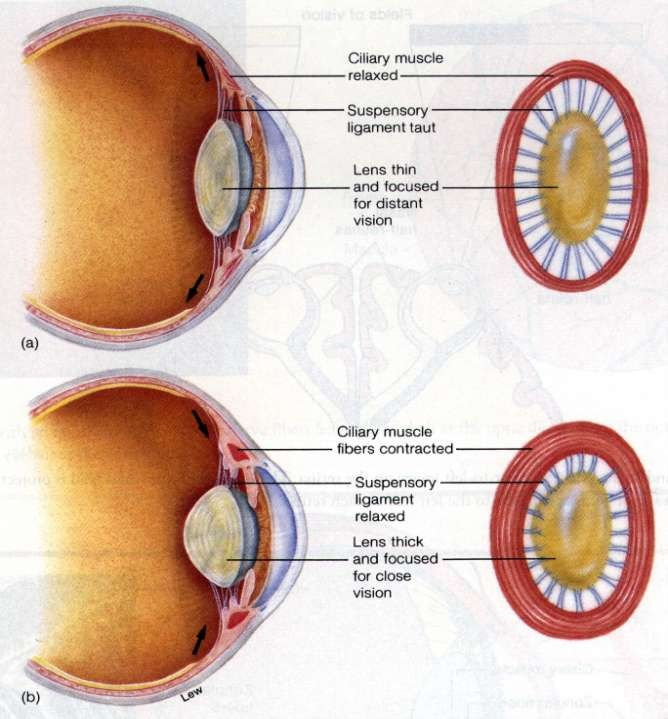 Ciliary muscle
relaxed
Suspensory
ligament taut
Lens thin
and focused
for distant
vision
(a)
Ciliary muscle
fibers contracted
Suspensory
ligament
relaxed
Lens thick
and focused
for close
vision
(b)
Lew